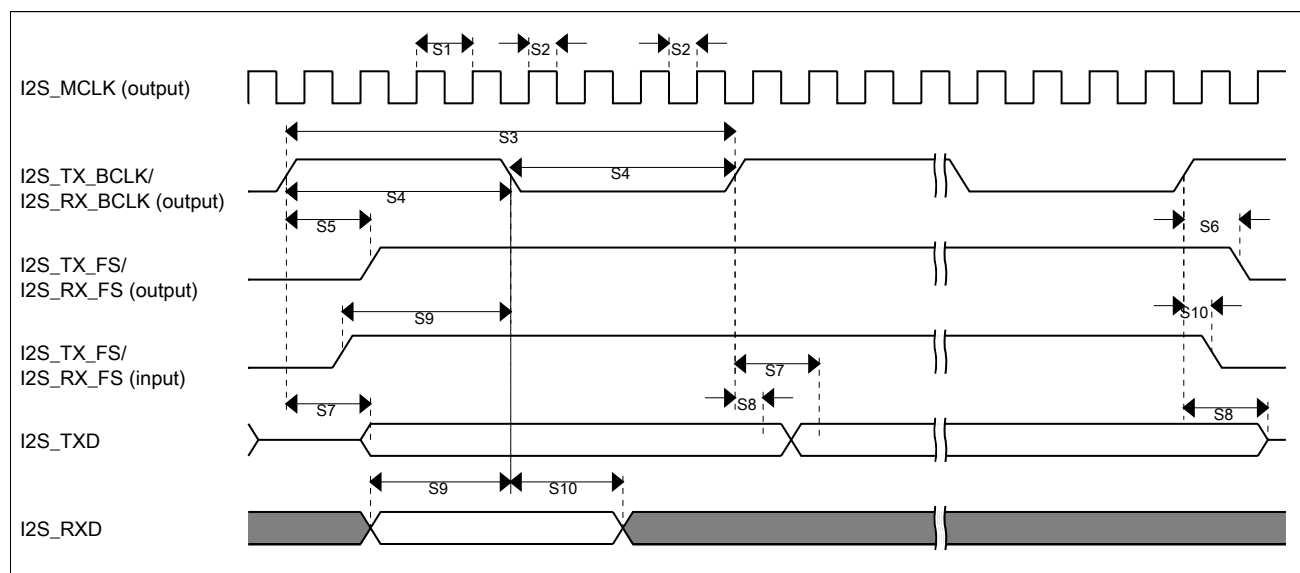 S1
S2
S2
I2S_MCLK (output)
S3
I2S_TX_BCLK/
I2S_RX_BCLK (output)
S4
S4
S5
S6
I2S_TX_FS/
I2S_RX_FS (output)
S9
S10
I2S_TX_FS/
I2S_RX_FS (input)
S7
S7
S8
S8
I2S_TXD
S9
S10
I2S_RXD